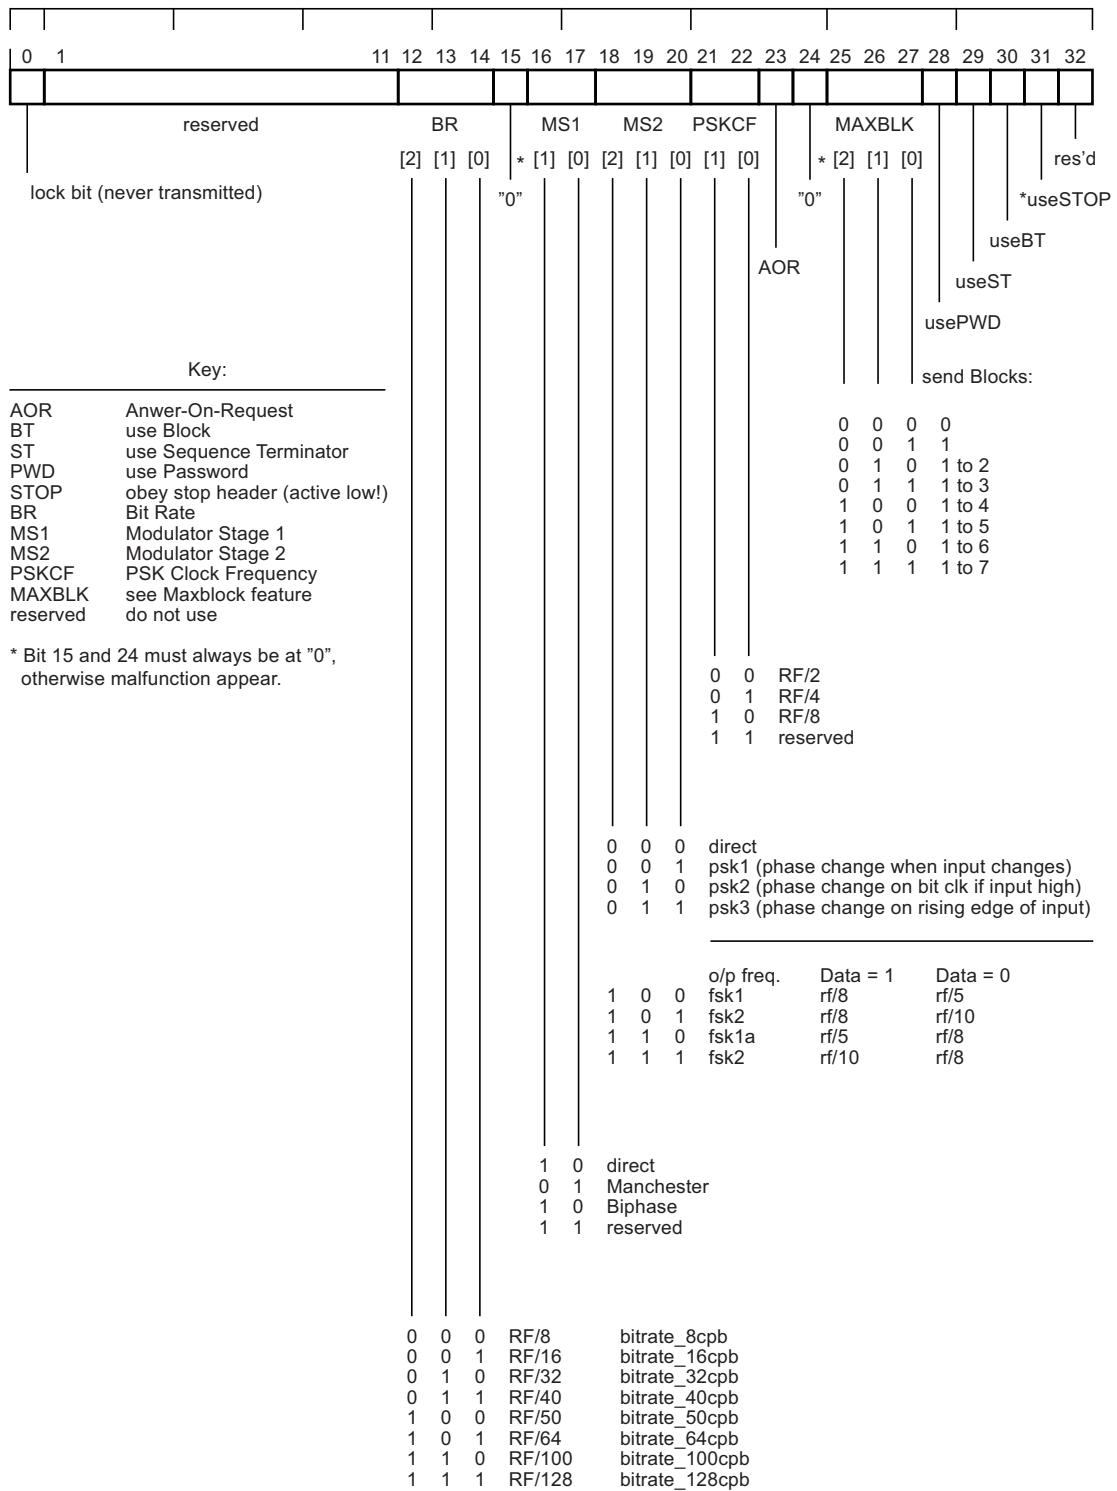 0 1 11 12 13 14 15 16 17 18 19 20 21 22 23 24 25 26 27 28 29 30 31 32
reserved BR MS1 MS2 PSKCF MAXBLK
[2] [1] [0] * [1] [0] [2] [1] [0] [1] [0] * [2] [1] [0] res'd
lock bit (never transmitted) "0" "0" *useSTOP
useBT
AOR
useST
usePWD
send Blocks:
0 0 0 0
0 0 1 1
0 1 0 1 to 2
0 1 1 1 to 3
1 0 0 1 to 4
1 0 1 1 to 5
1 1 0 1 to 6
1 1 1 1 to 7
Key:
AOR Anwer-On-Request
BT use Block
ST use Sequence Terminator
PWD use Password
STOP obey stop header (active low!)
BR Bit Rate
MS1 Modulator Stage 1
MS2 Modulator Stage 2
PSKCF PSK Clock Frequency
MAXBLK see Maxblock feature
reserved do not use
* Bit 15 and 24 must always be at "0",
otherwise malfunction appear.
0 0 RF/2
0 1 RF/4
1 0 RF/8
1 1 reserved
0 0 0 direct
0 0 1 psk1 (phase change when input changes)
0 1 0 psk2 (phase change on bit clk if input high)
0 1 1 psk3 (phase change on rising edge of input)
o/p freq. Data = 1 Data = 0
1 0 0 fsk1 rf/8 rf/5
1 0 1 fsk2 rf/8 rf/10
1 1 0 fsk1a rf/5 rf/8
1 1 1 fsk2 rf/10 rf/8
1 0 direct
0 1 Manchester
1 0 Biphase
1 1 reserved
0 0 0 RF/8 bitrate_8cpb
0 0 1 RF/16 bitrate_16cpb
0 1 0 RF/32 bitrate_32cpb
0 1 1 RF/40 bitrate_40cpb
1 0 0 RF/50 bitrate_50cpb
1 0 1 RF/64 bitrate_64cpb
1 1 0 RF/100 bitrate_100cpb
1 1 1 RF/128 bitrate_128cpb